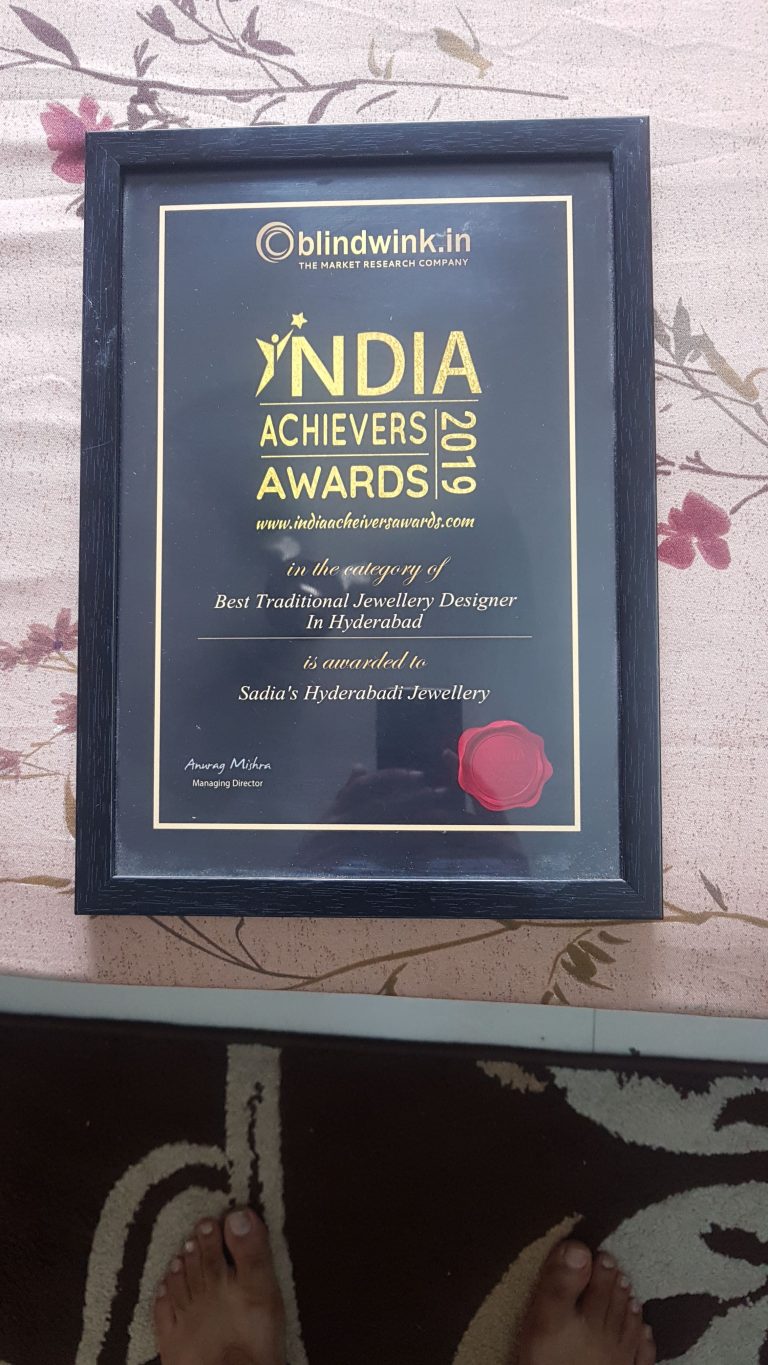 blindwink.in
THE MARKET RESEARCH COMPANY
INDIA
ACHIEVERS
AWARDS
2019
www.indiaacheiversawards.com
in the category of
Best Traditional Jewellery Designer
In Hyderabad
is awarded to
Sadia's Hyderabadi Jewellery
Anurag Mishra
Managing Director